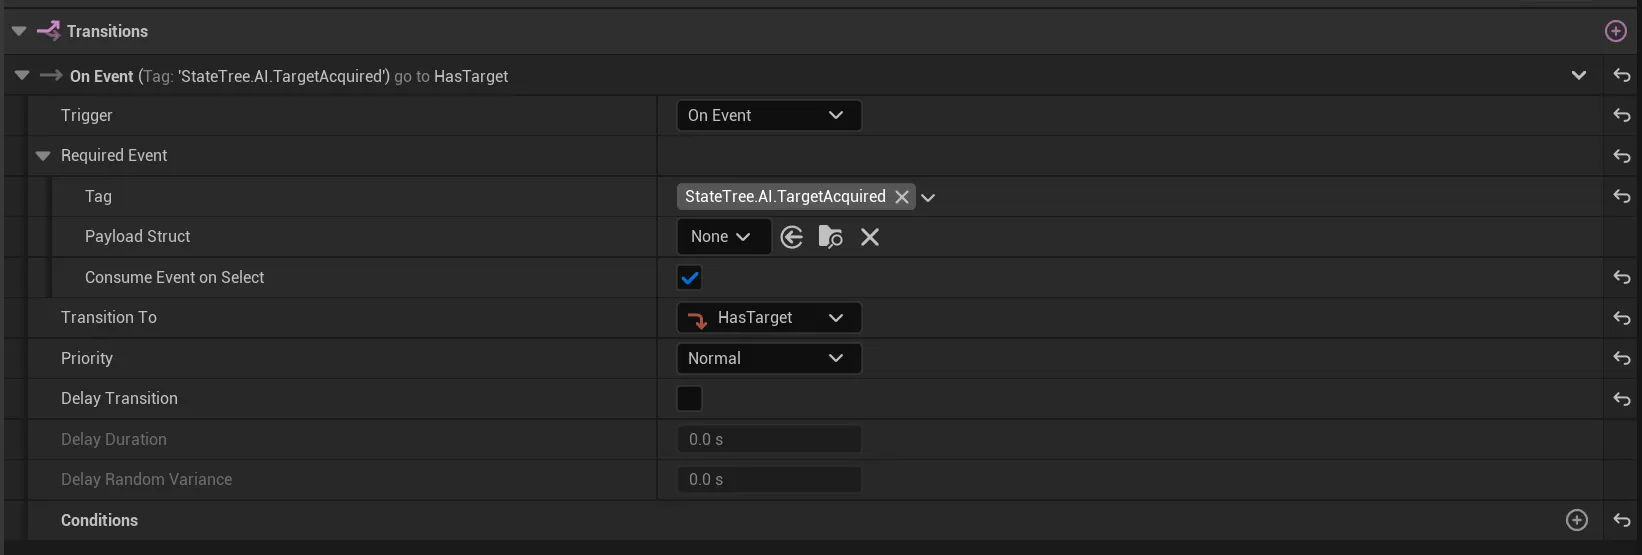 Transitions
On Event (Tag: 'StateTree.AI.TargetAcquired') go to HasTarget
Trigger On Event
Required Event
Tag StateTree.AI.TargetAcquired
Payload Struct None
Consume Event on Select
Transition To HasTarget
Priority Normal
Delay Transition
Delay Duration 0.0 s
Delay Random Variance 0.0 s
Conditions